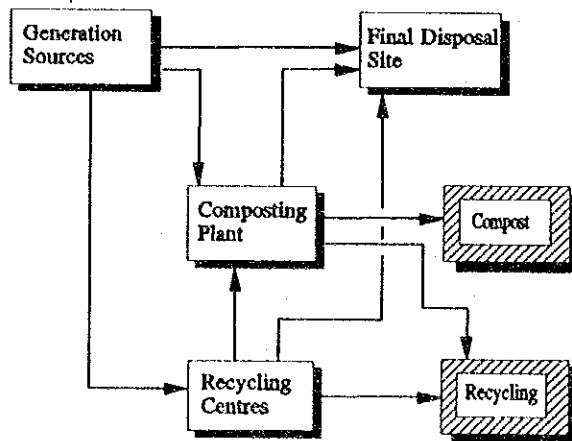 Generation
Sources
Final Disposal
Site
Composting
Plant
Compost
Recycling
Centres
Recycling